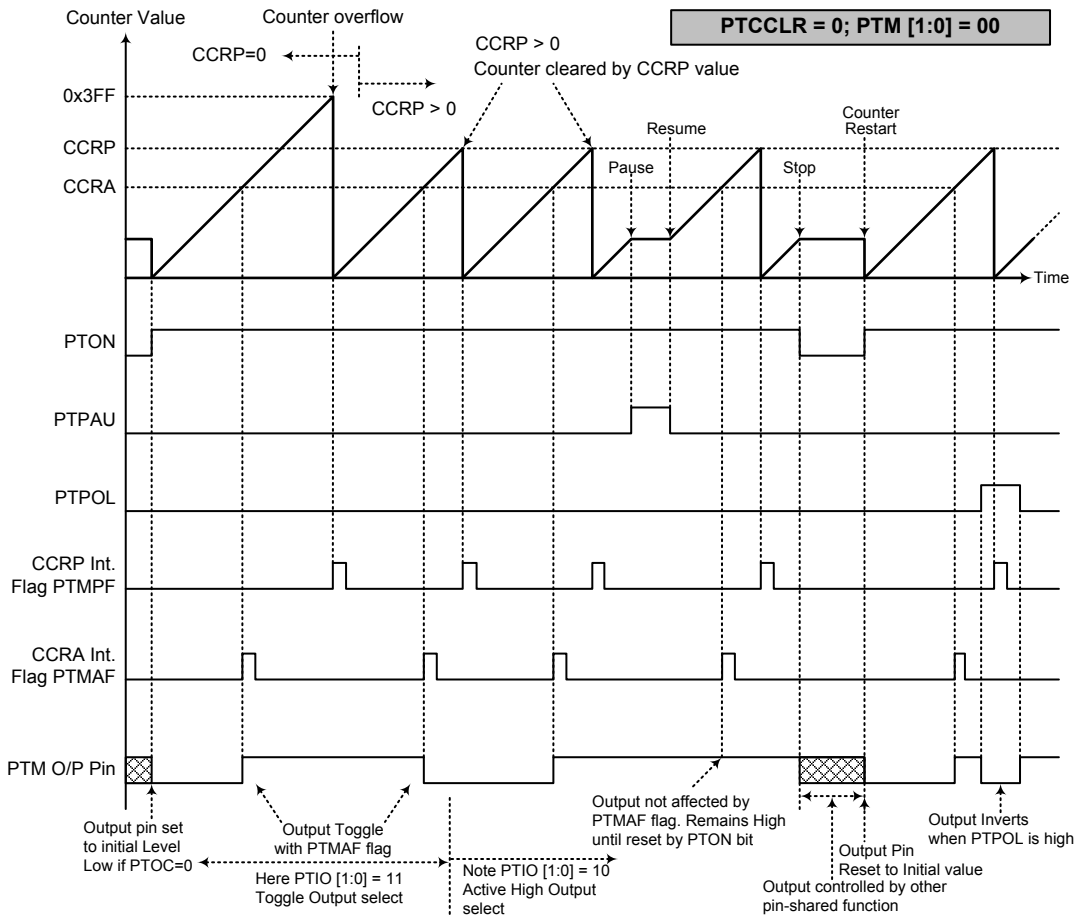 Counter Value
Counter overflow
PTCCLR = 0; PTM [1:0] = 00
CCRP=0
CCRP > 0
CCRP > 0
Counter cleared by CCRP value
0x3FF
CCRP
CCRA
Pause
Resume
Stop
Counter
Restart
Time
PTON
PTPAU
PTPOL
CCRP Int.
Flag PTMPF
CCRA Int.
Flag PTMAF
PTM O/P Pin
Output pin set
to initial Level
Low if PTOC=0
Output Toggle
with PTMAF flag
Here PTIO [1:0] = 11
Toggle Output select
Note PTIO [1:0] = 10
Active High Output
select
Output not affected by
PTMAF flag. Remains High
until reset by PTON bit
Output Pin
Reset to Initial value
Output controlled by other
pin-shared function
Output Inverts
when PTPOL is high